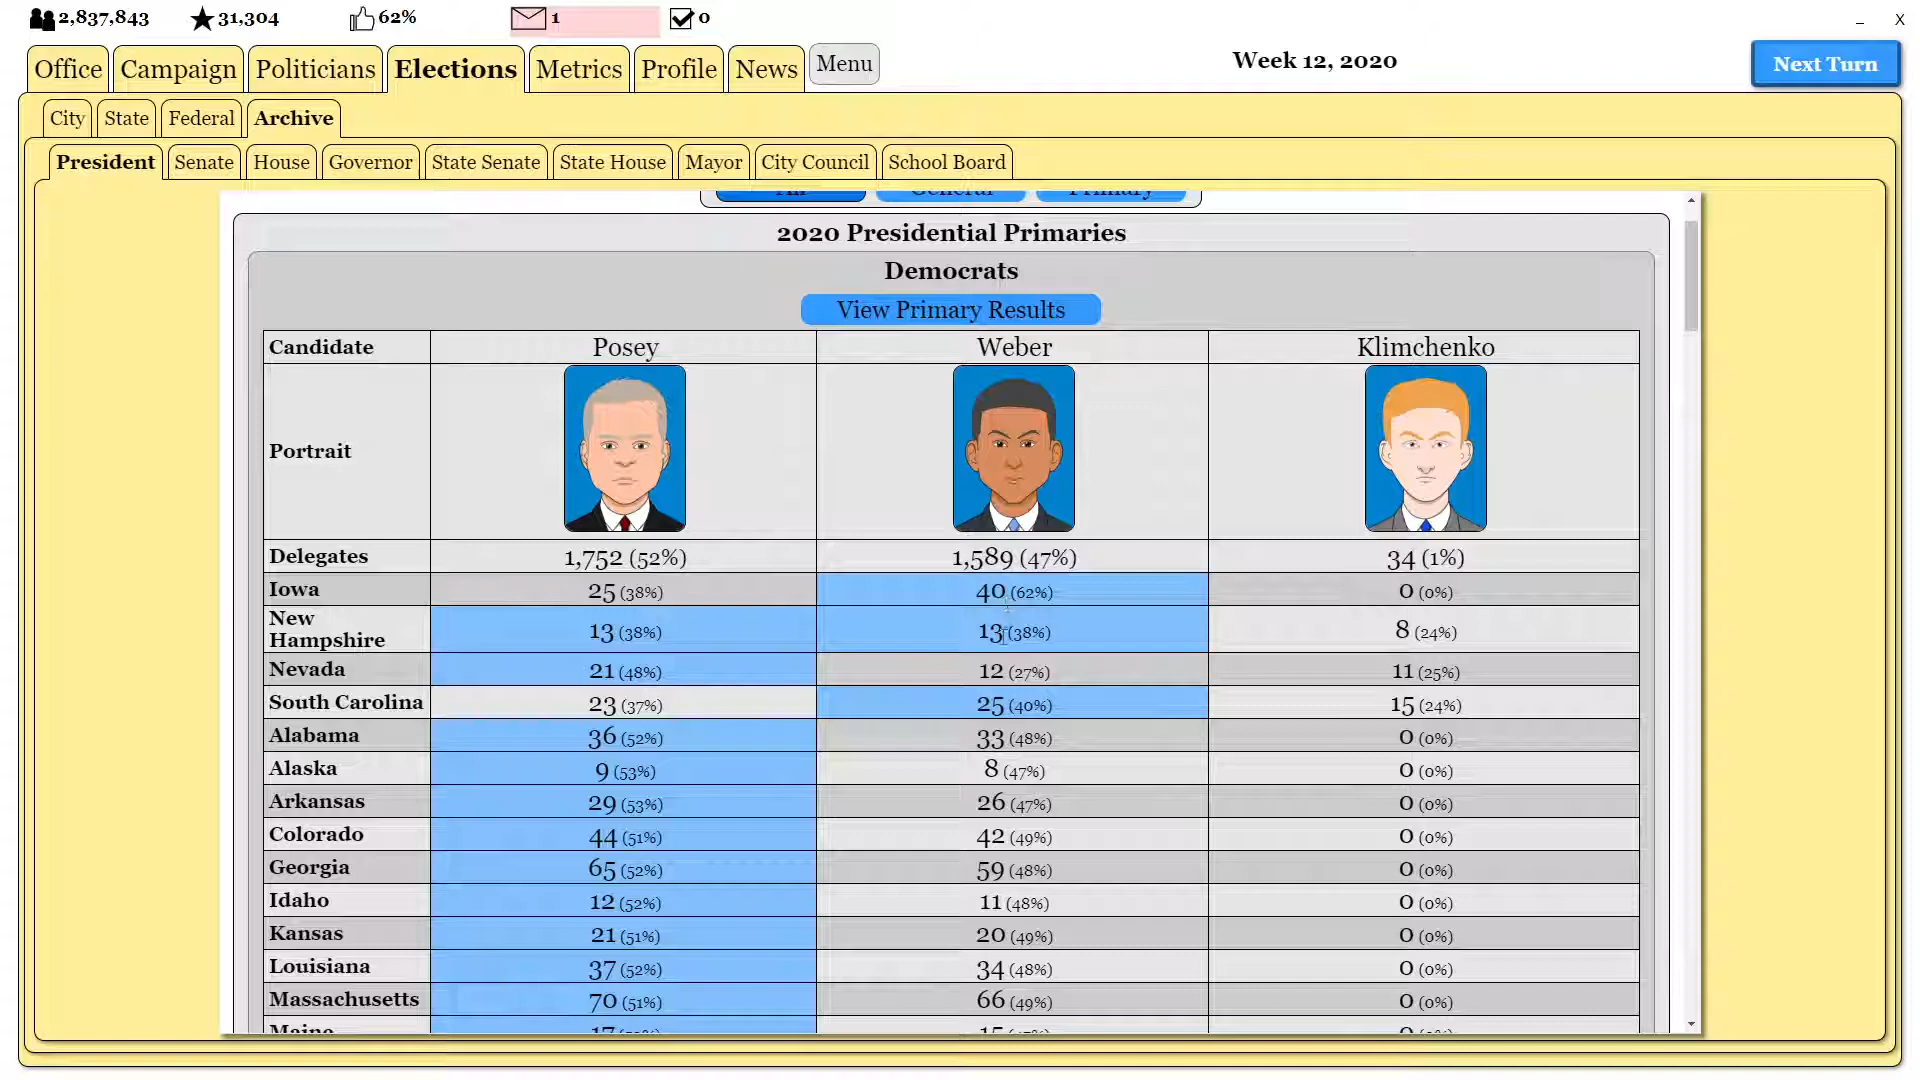 2,837,843 31,304 62% 1 0
_ X
Office Campaign Politicians Elections Metrics Profile News Menu Week 12, 2020 Next Turn
City State Federal Archive
President Senate House Governor State Senate State House Mayor City Council School Board
All General Primary
2020 Presidential Primaries
Democrats
View Primary Results
Candidate Posey Weber Klimchenko
Portrait
Delegates 1,752 (52%) 1,589 (47%) 34 (1%)
Iowa 25 (38%) 40 (62%) 0 (0%)
New
Hampshire 13 (38%) 13 (38%) 8 (24%)
Nevada 21 (48%) 12 (27%) 11 (25%)
South Carolina 23 (37%) 25 (40%) 15 (24%)
Alabama 36 (52%) 33 (48%) 0 (0%)
Alaska 9 (53%) 8 (47%) 0 (0%)
Arkansas 29 (53%) 26 (47%) 0 (0%)
Colorado 44 (51%) 42 (49%) 0 (0%)
Georgia 65 (52%) 59 (48%) 0 (0%)
Idaho 12 (52%) 11 (48%) 0 (0%)
Kansas 21 (51%) 20 (49%) 0 (0%)
Louisiana 37 (52%) 34 (48%) 0 (0%)
Massachusetts 70 (51%) 66 (49%) 0 (0%)
Maine 17 15